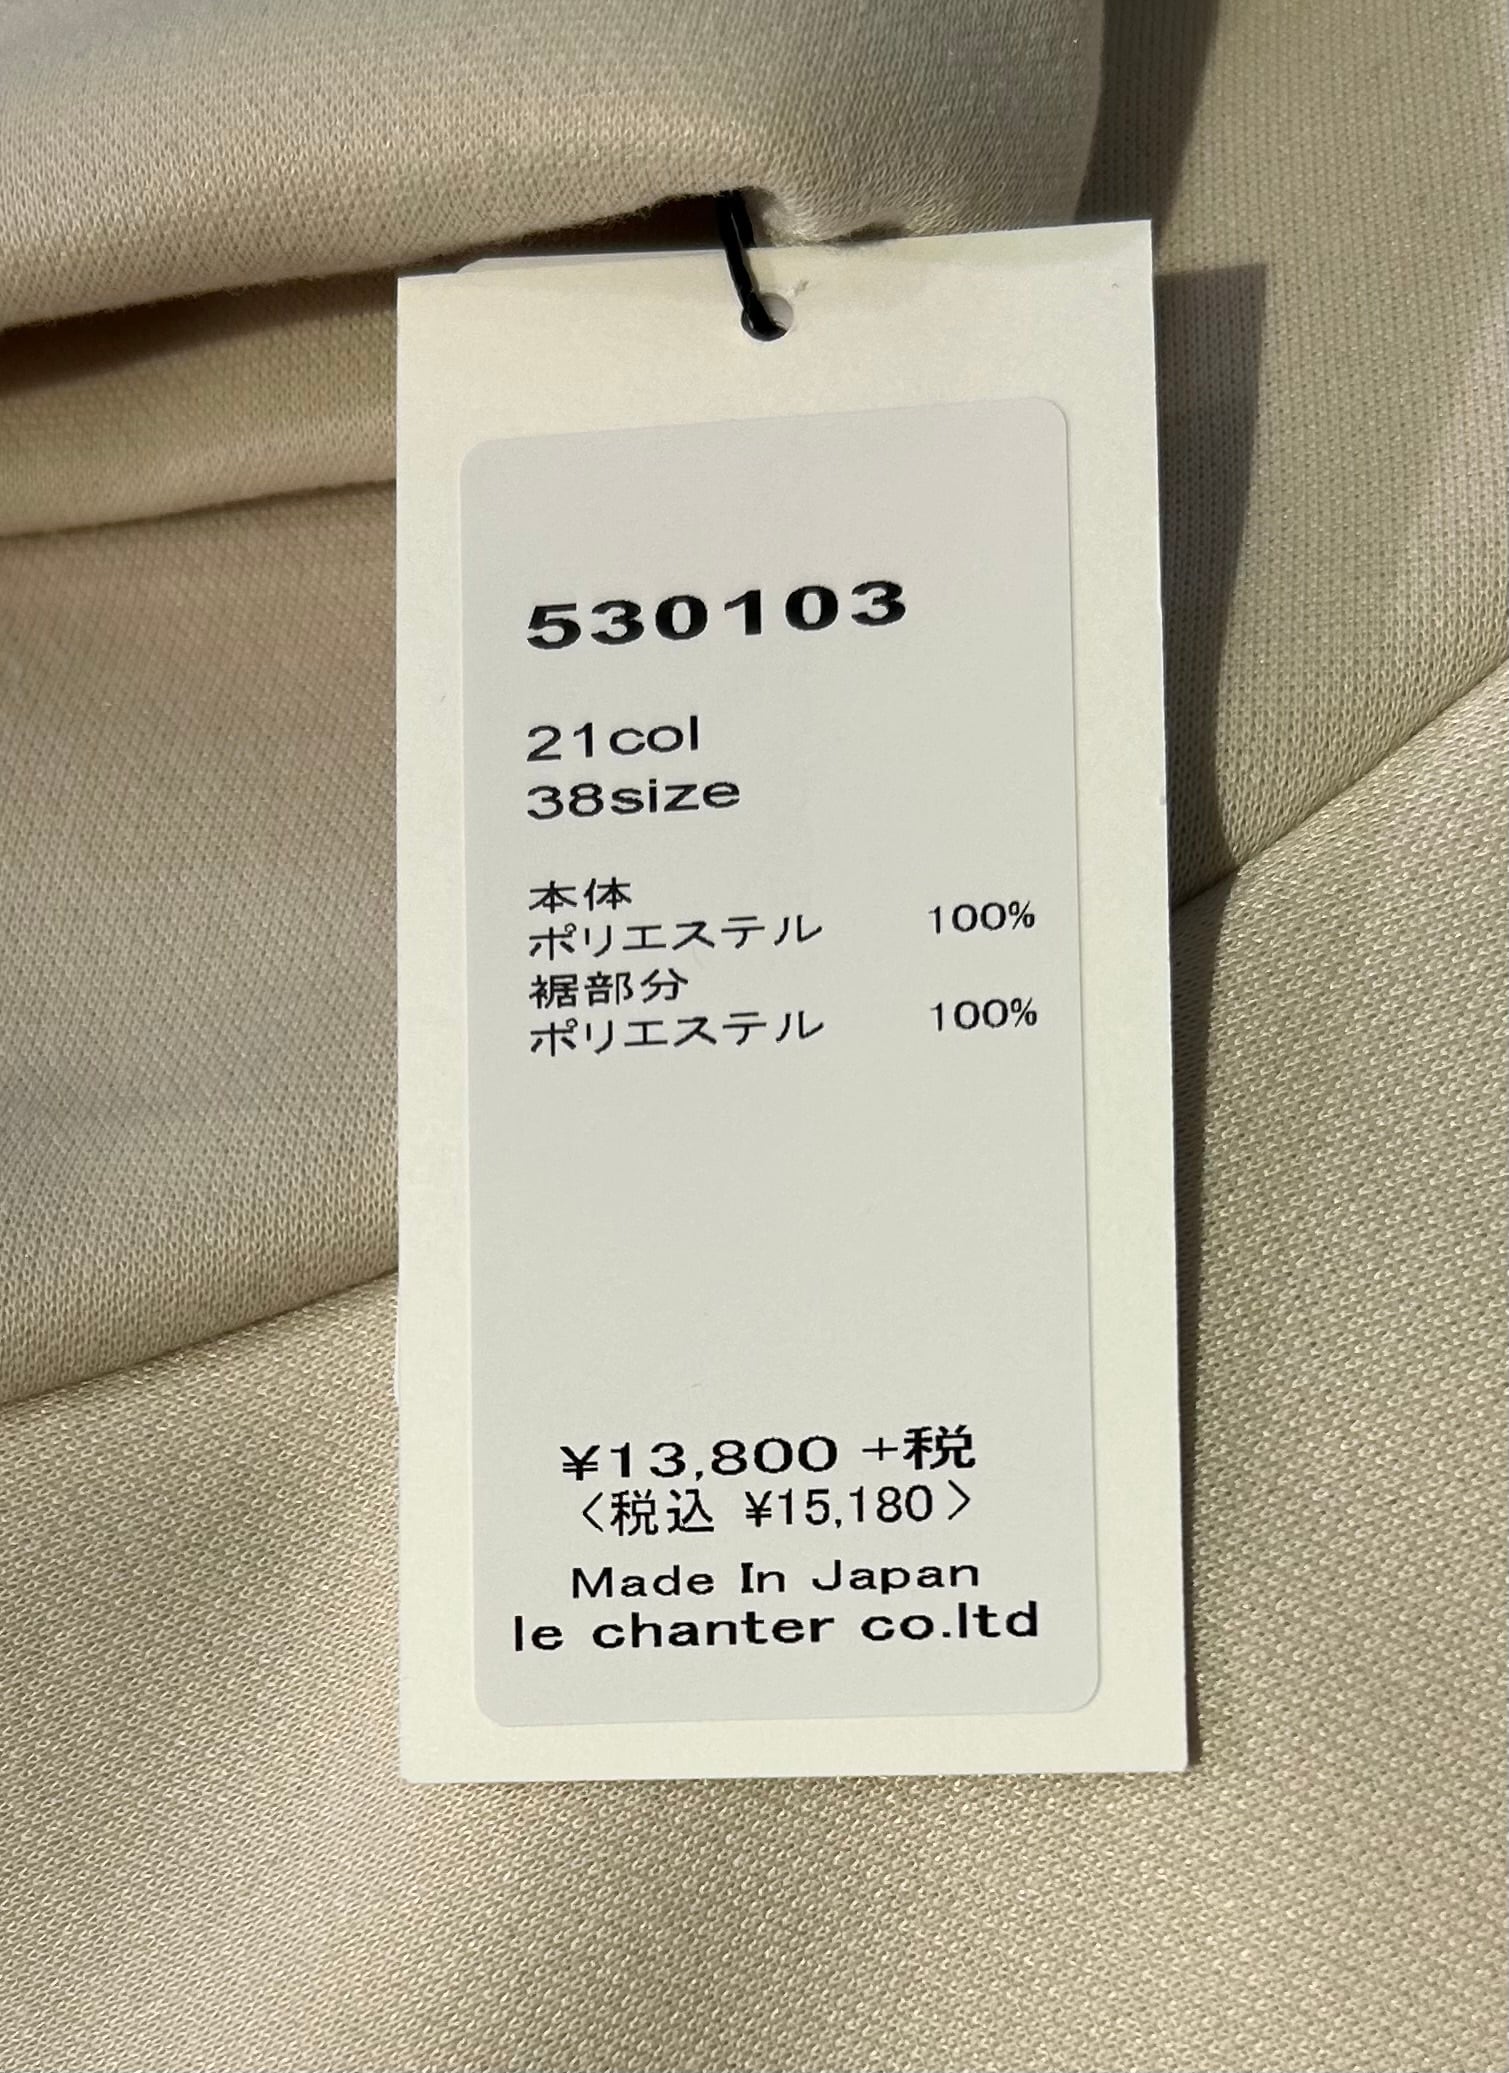 530103
21col
38size
本体
ポリエステル 100%
裾部分
ポリエステル 100%
¥13,800 +税
〈税込 ¥15,180〉
Made In Japan
le chanter co.ltd